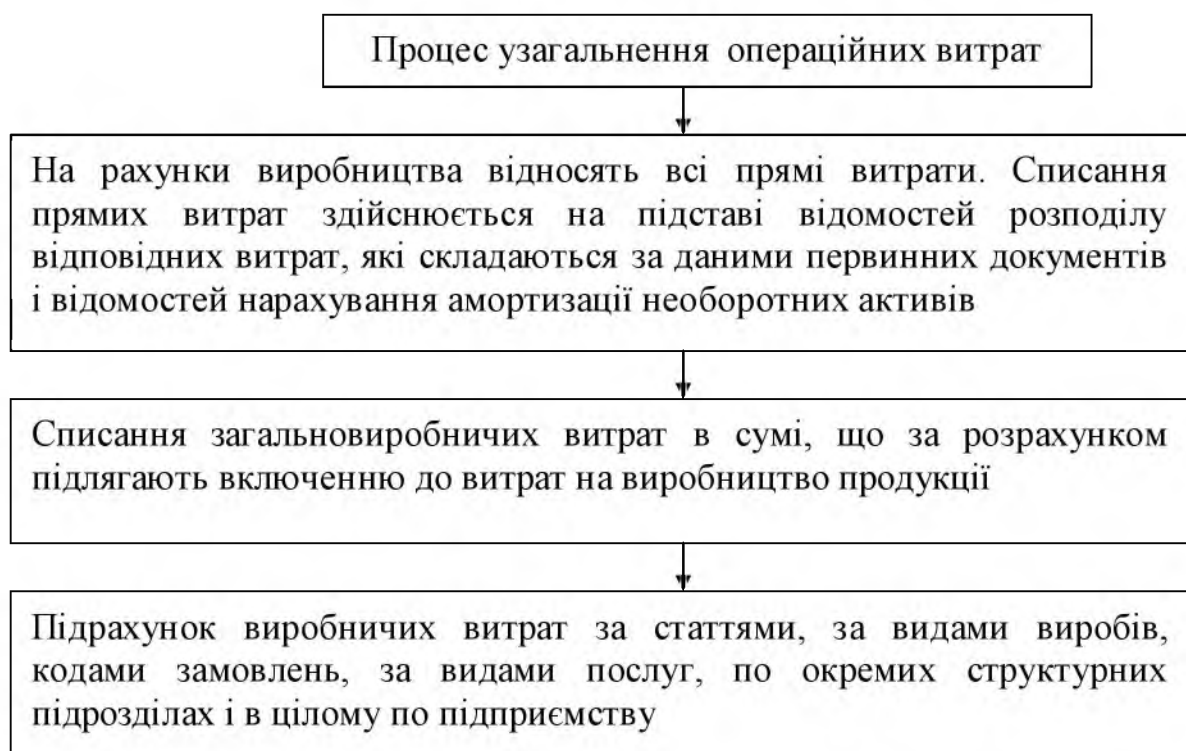 Процес узагальнення операційних витрат
На рахунки виробництва відносять всі прямі витрати. Списання
прямих витрат здійснюється на підставі відомостей розподілу
відповідних витрат, які складаються за даними первинних документів
і відомостей нарахування амортизації необоротних активів
Списання загальновиробничих витрат в сумі, що за розрахунком
підлягають включенню до витрат на виробництво продукції
Підрахунок виробничих витрат за статтями, за видами виробів,
кодами замовлень, за видами послуг, по окремих структурних
підрозділах і в цілому по підприємству